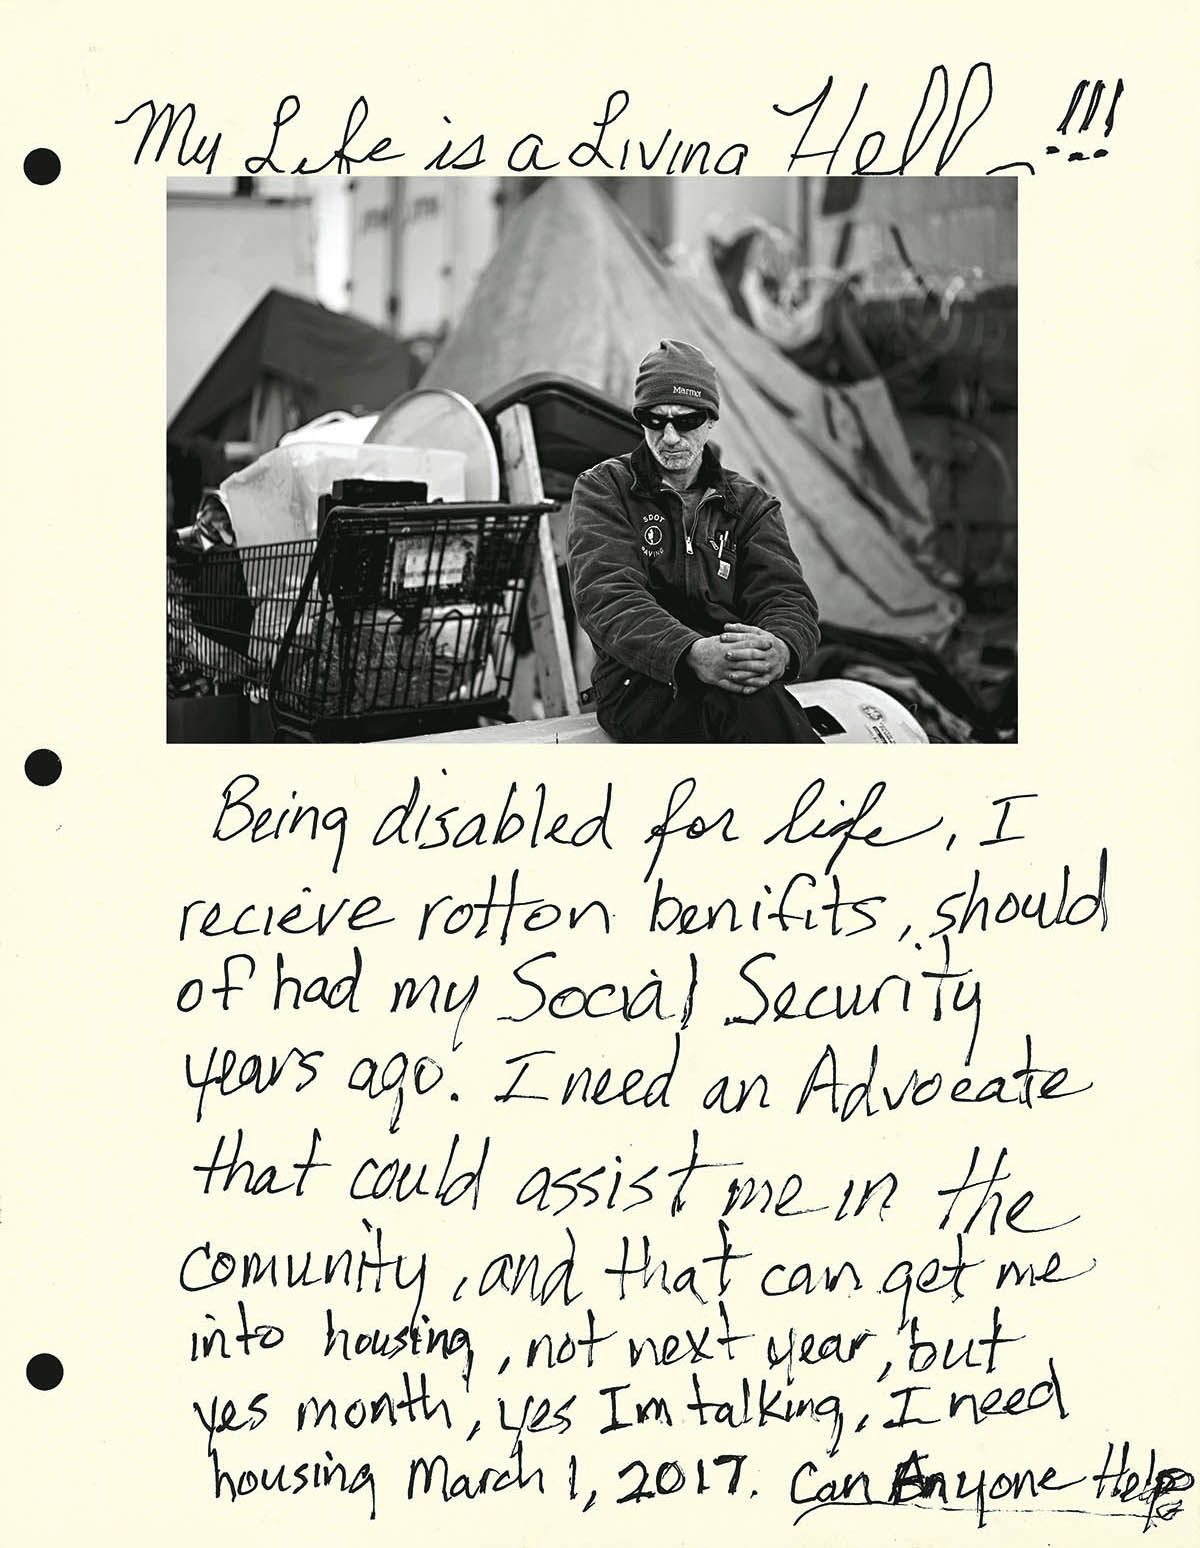 My Life is a Living Hell !!!
Marmot
SDOT
PAVING
Being disabled for life, I
recieve rotton benifits, should
of had my Social Security
years ago. I need an Advocate
that could assist me in the
comunity, and that can get me
into housing, not next year, but
yes month, yes Im talking, I need
housing March 1, 2017. Can Anyone Help